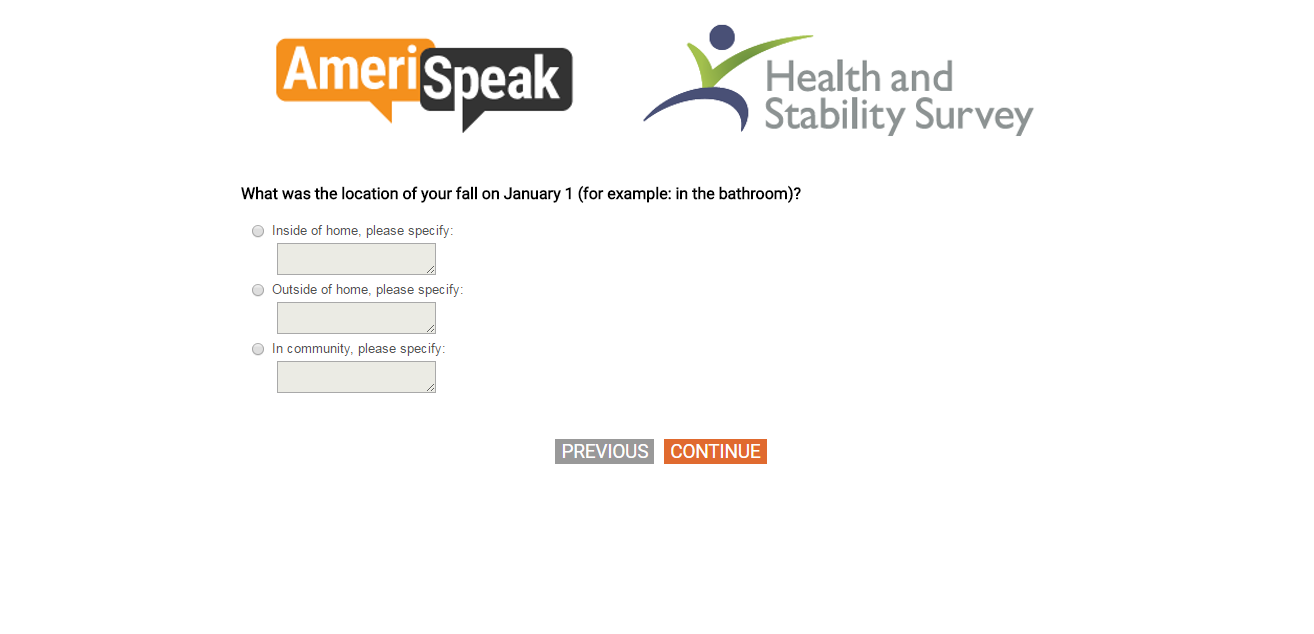 AmeriSpeak
Health and
Stability Survey
What was the location of your fall on January 1 (for example: in the bathroom)?
Inside of home, please specify:
Outside of home, please specify:
In community, please specify:
PREVIOUS CONTINUE